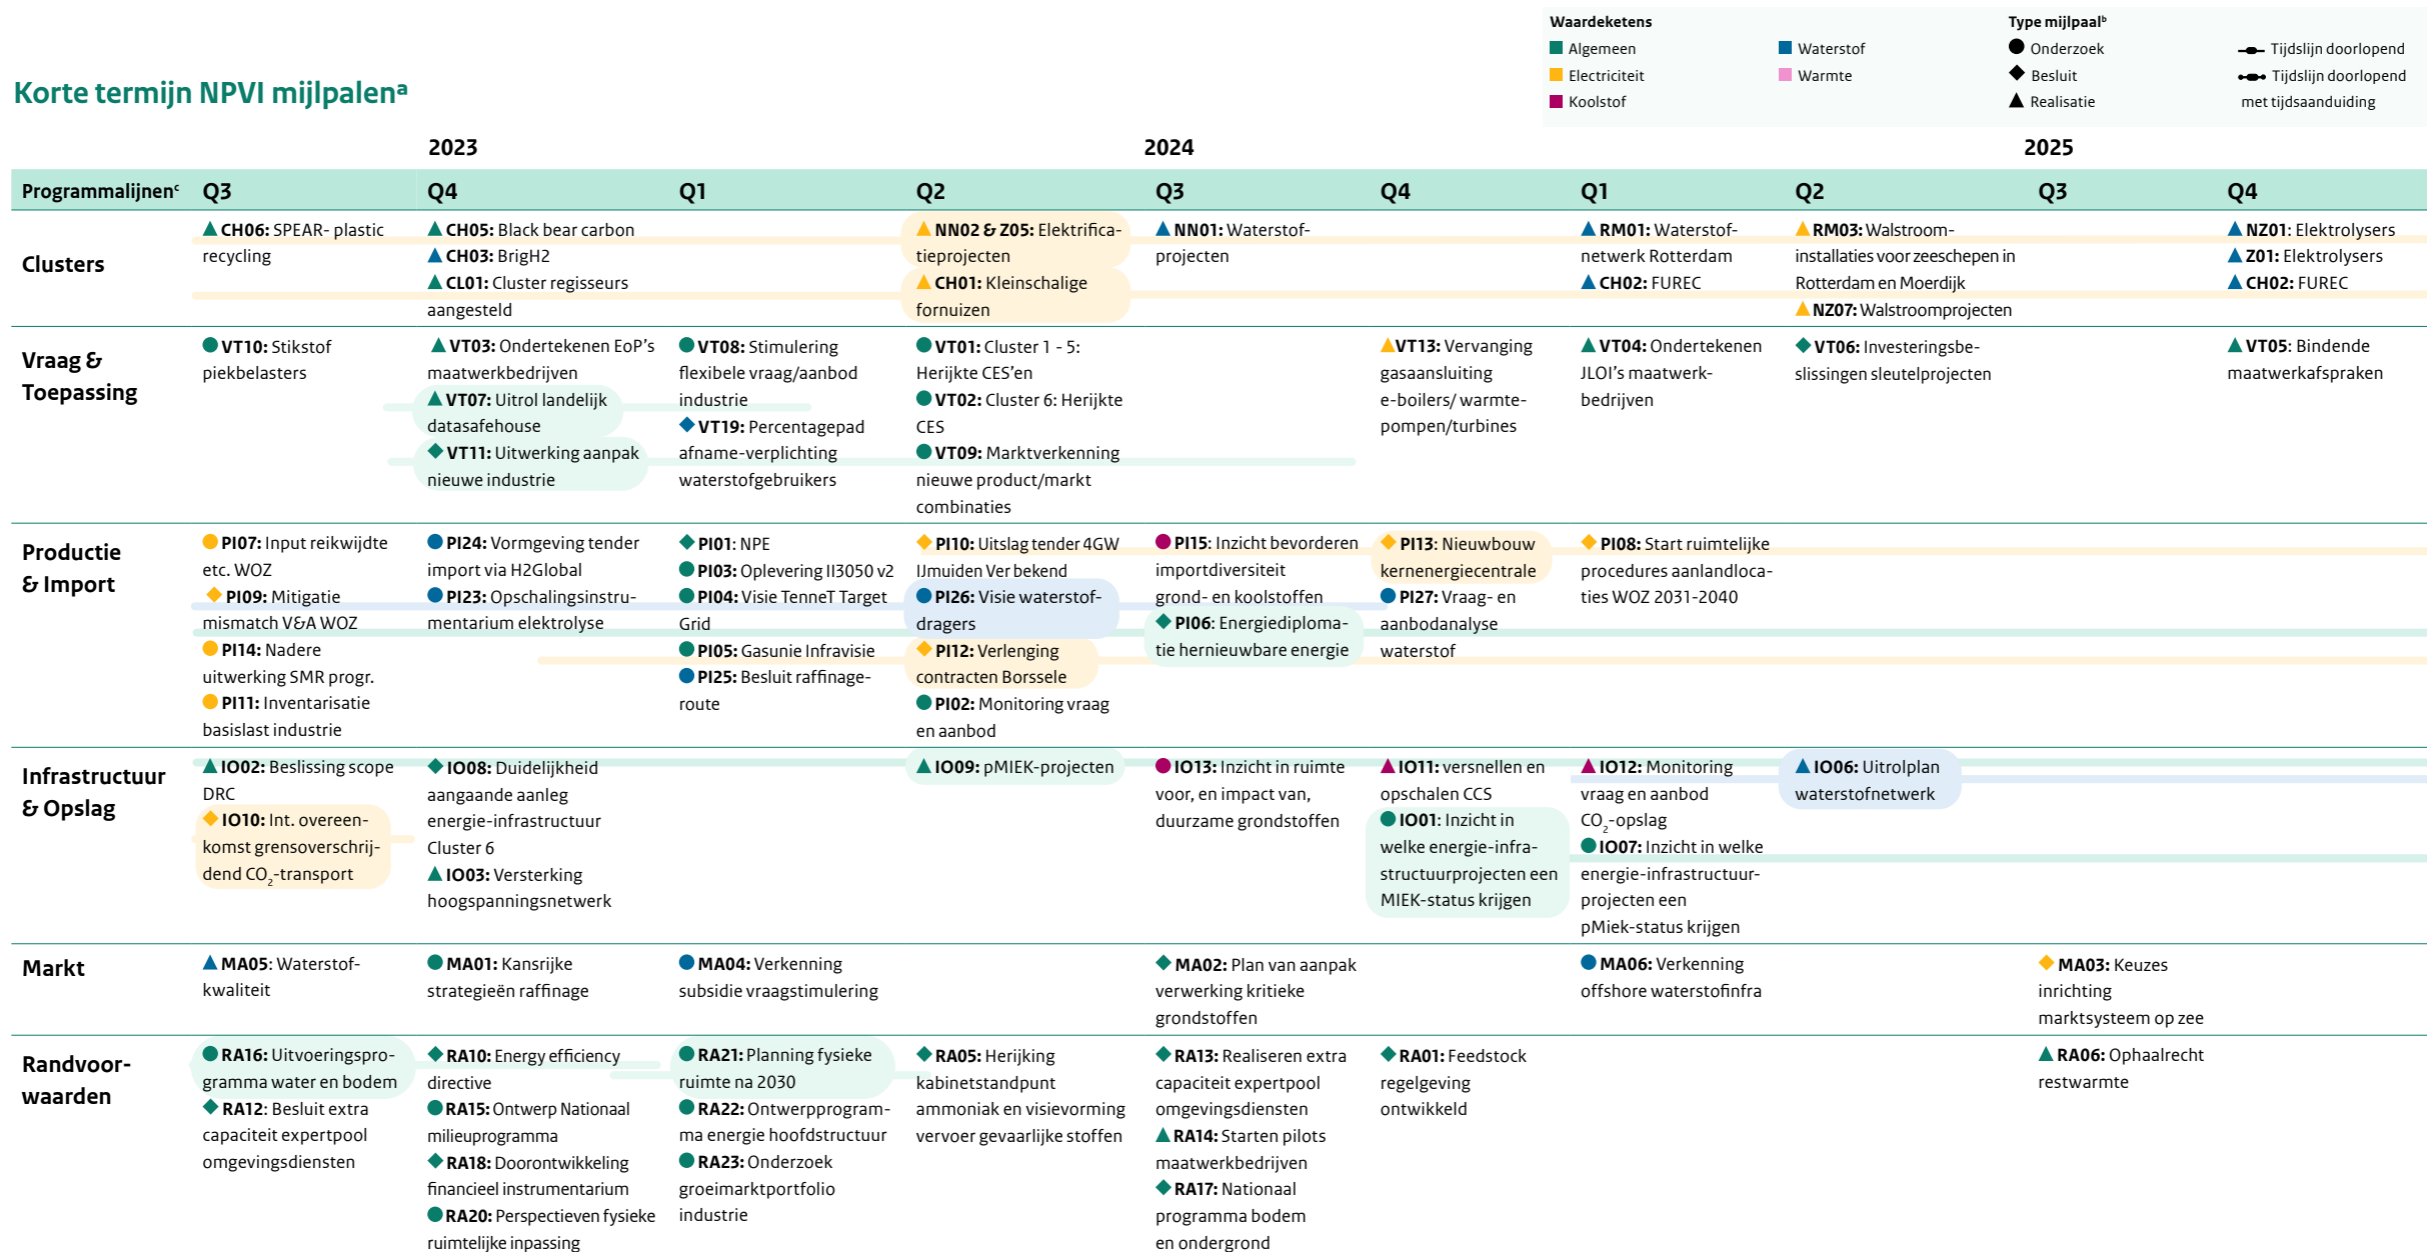 Waardeketens
Type mijlpaalᵇ
Algemeen
Waterstof
Onderzoek
Tijdslijn doorlopend
Electriciteit
Warmte
Besluit
Tijdslijn doorlopend
met tijdsaanduiding
Koolstof
Realisatie
Korte termijn NPVI mijlpalenᵃ
2023
2024
2025
Programmalijnenᶜ
Q3
Q4
Q1
Q2
Q3
Q4
Q1
Q2
Q3
Q4
Clusters
CH06: SPEAR- plastic
recycling
CH05: Black bear carbon
CH03: BrigH2
CL01: Cluster regisseurs
aangesteld
NN02 & Z05: Elektrifica-
tieprojecten
CH01: Kleinschalige
fornuizen
NN01: Waterstof-
projecten
RM01: Waterstof-
netwerk Rotterdam
CH02: FUREC
RM03: Walstroom-
installaties voor zeeschepen in
Rotterdam en Moerdijk
NZ07: Walstroomprojecten
NZ01: Elektrolysers
Z01: Elektrolysers
CH02: FUREC
Vraag &
Toepassing
VT10: Stikstof
piekbelasters
VT03: Ondertekenen EoP's
maatwerkbedrijven
VT07: Uitrol landelijk
datasafehouse
VT11: Uitwerking aanpak
nieuwe industrie
VT08: Stimulering
flexibele vraag/aanbod
industrie
VT19: Percentagepad
afname-verplichting
waterstofgebruikers
VT01: Cluster 1 - 5:
Herijkte CES'en
VT02: Cluster 6: Herijkte
CES
VT09: Marktverkenning
nieuwe product/markt
combinaties
VT13: Vervanging
gasaansluiting
e-boilers/ warmte-
pompen/turbines
VT04: Ondertekenen
JLOI's maatwerk-
bedrijven
VT06: Investeringsbe-
slissingen sleutelprojecten
VT05: Bindende
maatwerkafspraken
Productie
& Import
PI07: Input reikwijdte
etc. WOZ
PI09: Mitigatie
mismatch V&A WOZ
PI14: Nadere
uitwerking SMR progr.
PI11: Inventarisatie
basislast industrie
PI24: Vormgeving tender
import via H2Global
PI23: Opschalingsinstru-
mentarium elektrolyse
PI01: NPE
PI03: Oplevering II3050 v2
PI04: Visie TenneT Target
Grid
PI05: Gasunie Infravisie
PI25: Besluit raffinage-
route
PI10: Uitslag tender 4GW
IJmuiden Ver bekend
PI26: Visie waterstof-
dragers
PI12: Verlenging
contracten Borssele
PI02: Monitoring vraag
en aanbod
PI15: Inzicht bevorderen
importdiversiteit
grond- en koolstoffen
PI06: Energiediploma-
tie hernieuwbare energie
PI13: Nieuwbouw
kernenergiecentrale
PI27: Vraag- en
aanbodanalyse
waterstof
PI08: Start ruimtelijke
procedures aanlandloca-
ties WOZ 2031-2040
Infrastructuur
& Opslag
IO02: Beslissing scope
DRC
IO10: Int. overeen-
komst grensoverschrij-
dend CO₂-transport
IO08: Duidelijkheid
aangaande aanleg
energie-infrastructuur
Cluster 6
IO03: Versterking
hoogspanningsnetwerk
IO09: pMIEK-projecten
IO13: Inzicht in ruimte
voor, en impact van,
duurzame grondstoffen
IO11: versnellen en
opschalen CCS
IO01: Inzicht in
welke energie-infra-
structuurprojecten een
MIEK-status krijgen
IO12: Monitoring
vraag en aanbod
CO₂-opslag
IO07: Inzicht in welke
energie-infrastructuur-
projecten een
pMiek-status krijgen
IO06: Uitrolplan
waterstofnetwerk
Markt
MA05: Waterstof-
kwaliteit
MA01: Kansrijke
strategieën raffinage
MA04: Verkenning
subsidie vraagstimulering
MA02: Plan van aanpak
verwerking kritieke
grondstoffen
MA06: Verkenning
offshore waterstofinfra
MA03: Keuzes
inrichting
marktsysteem op zee
Randvoor-
waarden
RA16: Uitvoeringspro-
gramma water en bodem
RA12: Besluit extra
capaciteit expertpool
omgevingsdiensten
RA10: Energy efficiency
directive
RA15: Ontwerp Nationaal
milieuprogramma
RA18: Doorontwikkeling
financieel instrumentarium
RA20: Perspectieven fysieke
ruimtelijke inpassing
RA21: Planning fysieke
ruimte na 2030
RA22: Ontwerpprogram-
ma energie hoofdstructuur
RA23: Onderzoek
groeimarktportfolio
industrie
RA05: Herijking
kabinetstandpunt
ammoniak en visievorming
vervoer gevaarlijke stoffen
RA13: Realiseren extra
capaciteit expertpool
omgevingsdiensten
RA14: Starten pilots
maatwerkbedrijven
RA17: Nationaal
programma bodem
en ondergrond
RA01: Feedstock
regelgeving
ontwikkeld
RA06: Ophaalrecht
restwarmte